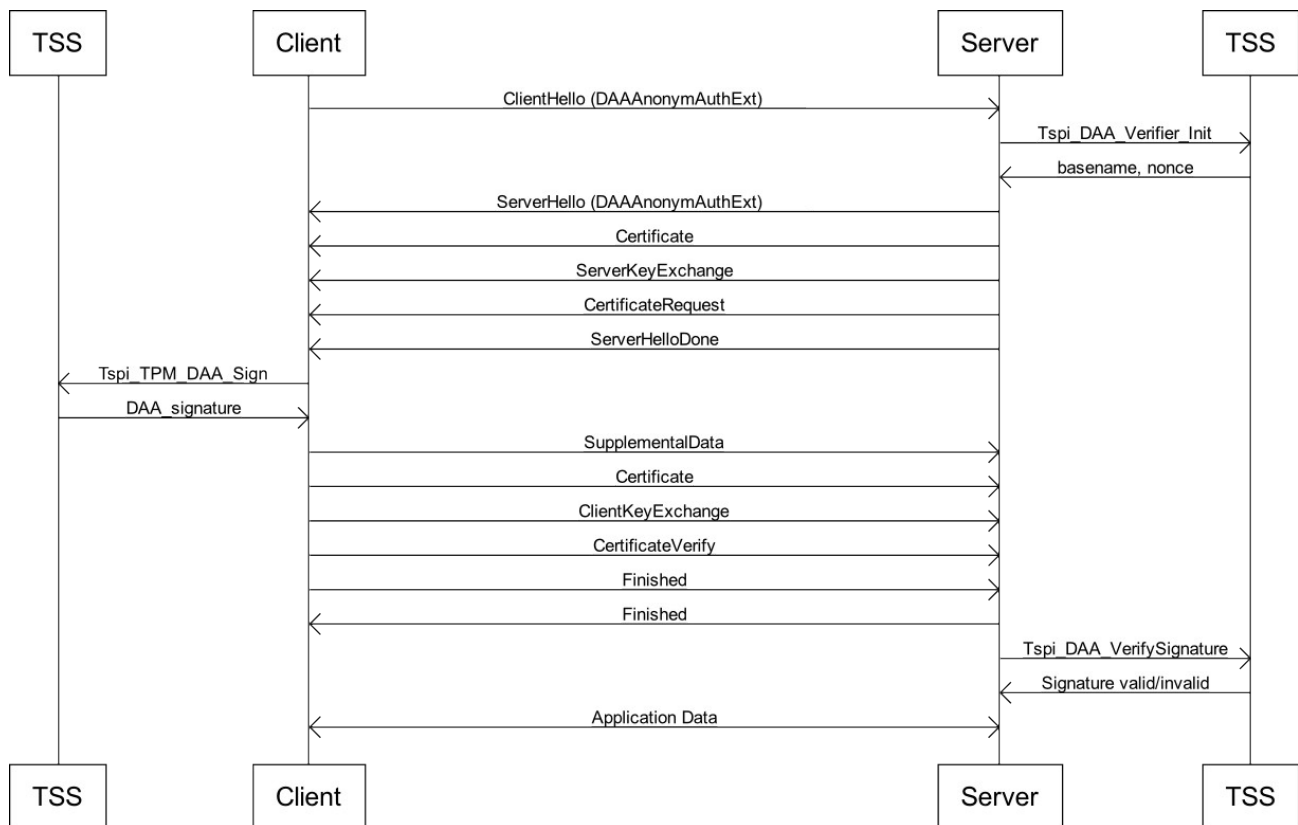 TSS
Client
Server
TSS
ClientHello (DAAAnonymAuthExt)
Tspi_DAA_Verifier_Init
basename, nonce
ServerHello (DAAAnonymAuthExt)
Certificate
ServerKeyExchange
CertificateRequest
ServerHelloDone
Tspi_TPM_DAA_Sign
DAA_signature
SupplementalData
Certificate
ClientKeyExchange
CertificateVerify
Finished
Finished
Tspi_DAA_VerifySignature
Signature valid/invalid
Application Data
TSS
Client
Server
TSS